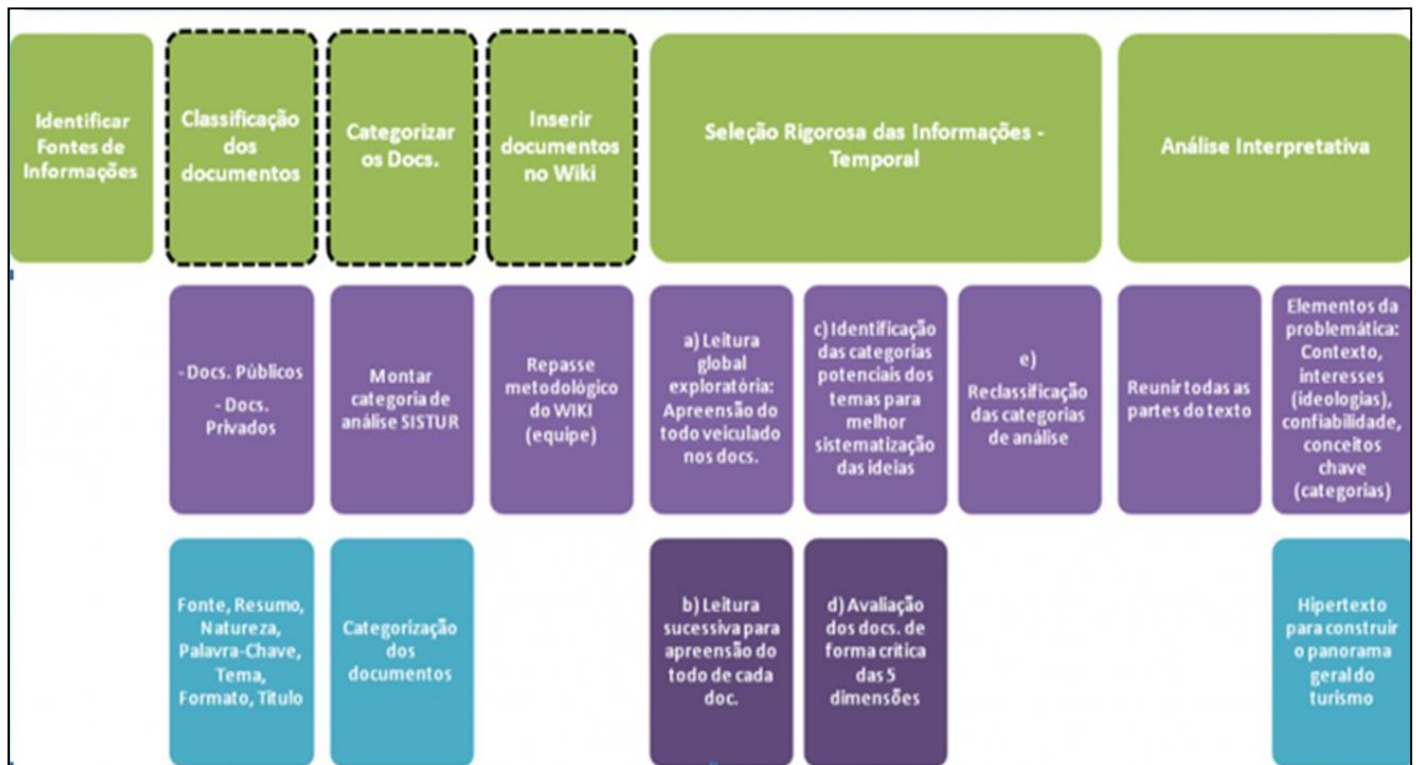 Identificar
Fontes de
Informações
Classificação
dos
documentos
Categorizar
os Docs.
Inserir
documentos
no Wiki
Seleção Rigorosa das Informações -
Temporal
Análise Interpretativa
-Docs. Públicos
- Docs.
Privados
Montar
categoria de
análise SISTUR
Repasse
metodológico
do WIKI
(equipe)
a) Leitura
global
exploratória:
Apreensão do
todo veiculado
nos docs.
c) Identificação
das categorias
potenciais dos
temas para
melhor
sistematização
das ideias
e)
Reclassificação
das categorias
de análise
Reunir todas as
partes do texto
Elementos da
problemática:
Contexto,
interesses
(ideologias),
confiabilidade,
conceitos
chave
(categorias)
Fonte, Resumo,
Natureza,
Palavra-Chave,
Tema,
Formato, Titulo
Categorização
dos
documentos
b) Leitura
sucessiva para
apreensão do
todo de cada
doc.
d) Avaliação
dos docs. de
forma critica
das 5
dimensões
Hipertexto
para construir
o panorama
geral do
turismo